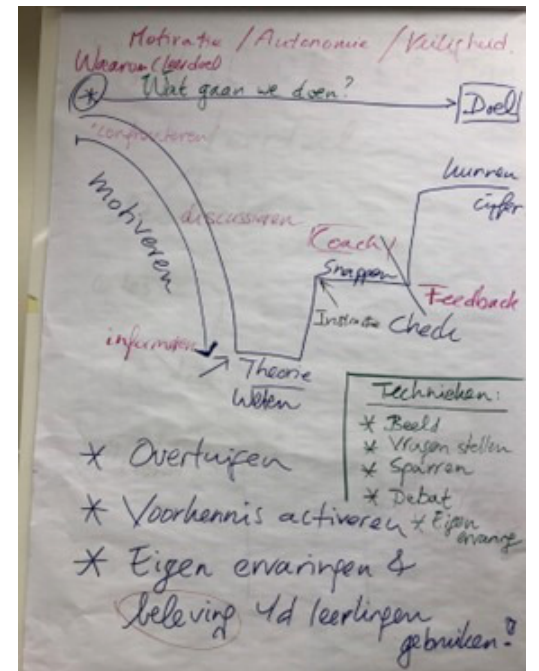 Motivatie / Autonomie / Veiligheid.
Waarom (leerdoel
* Wat gaan we doen?
Doel
'confronteren'
motiveren
discussiëren
informeren
Theorie
Weten
Coach
Snappen
Instructie
Check
Feedback
kunnen
cijfer
Technieken:
* Beeld
* Vragen stellen
* Sparren
* Debat
* Eigen
ervaring
* Overtuigen
* Voorkennis activeren
* Eigen ervaringen &
beleving vd leerlingen
gebruiken!